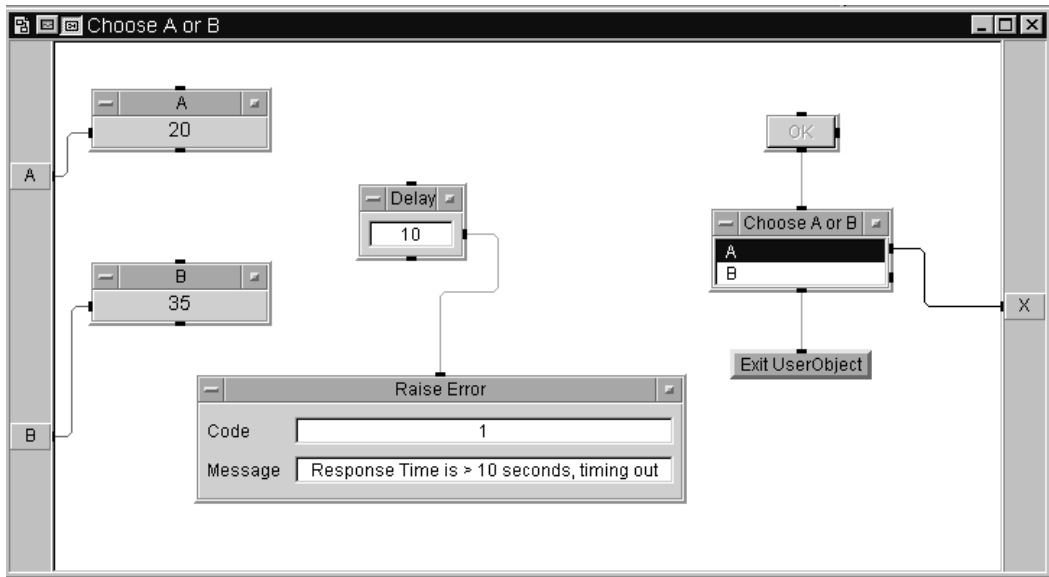 Choose A or B
A
20
A
OK
Delay
10
Choose A or B
A
B
B
35
X
Exit UserObject
Raise Error
Code 1
B
Message Response Time is > 10 seconds, timing out